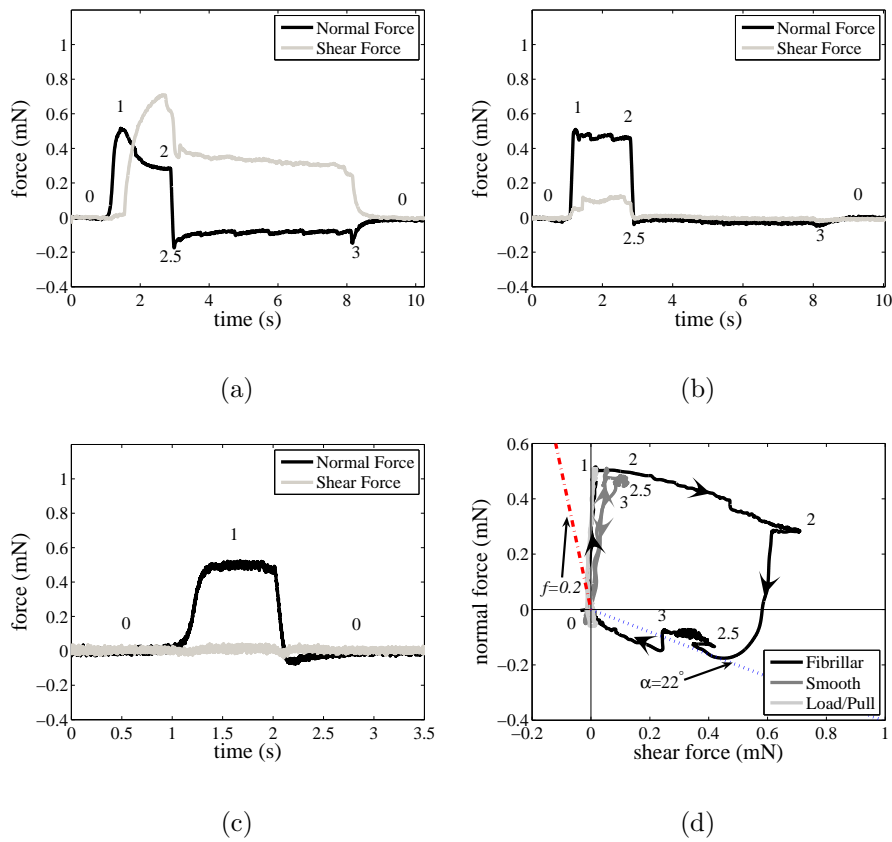 Normal Force
Shear Force
1
0.8
0.6
0.4
0.2
0
−0.2
−0.4
force (mN)
0
1
2
2.5
3
0
0 2 4 6 8 10
time (s)
(a)
Normal Force
Shear Force
1
0.8
0.6
0.4
0.2
0
−0.2
−0.4
force (mN)
0
1
2
2.5
3
0
0 2 4 6 8 10
time (s)
(b)
Normal Force
Shear Force
1
0.8
0.6
0.4
0.2
0
−0.2
−0.4
force (mN)
0
1
0
0 0.5 1 1.5 2 2.5 3 3.5
time (s)
(c)
0.6
0.4
0.2
0
−0.2
−0.4
normal force (mN)
1
2
2.5
3
2
f=0.2
0
3
2.5
α=22°
Fibrillar
Smooth
Load/Pull
−0.2 0 0.2 0.4 0.6 0.8 1
shear force (mN)
(d)